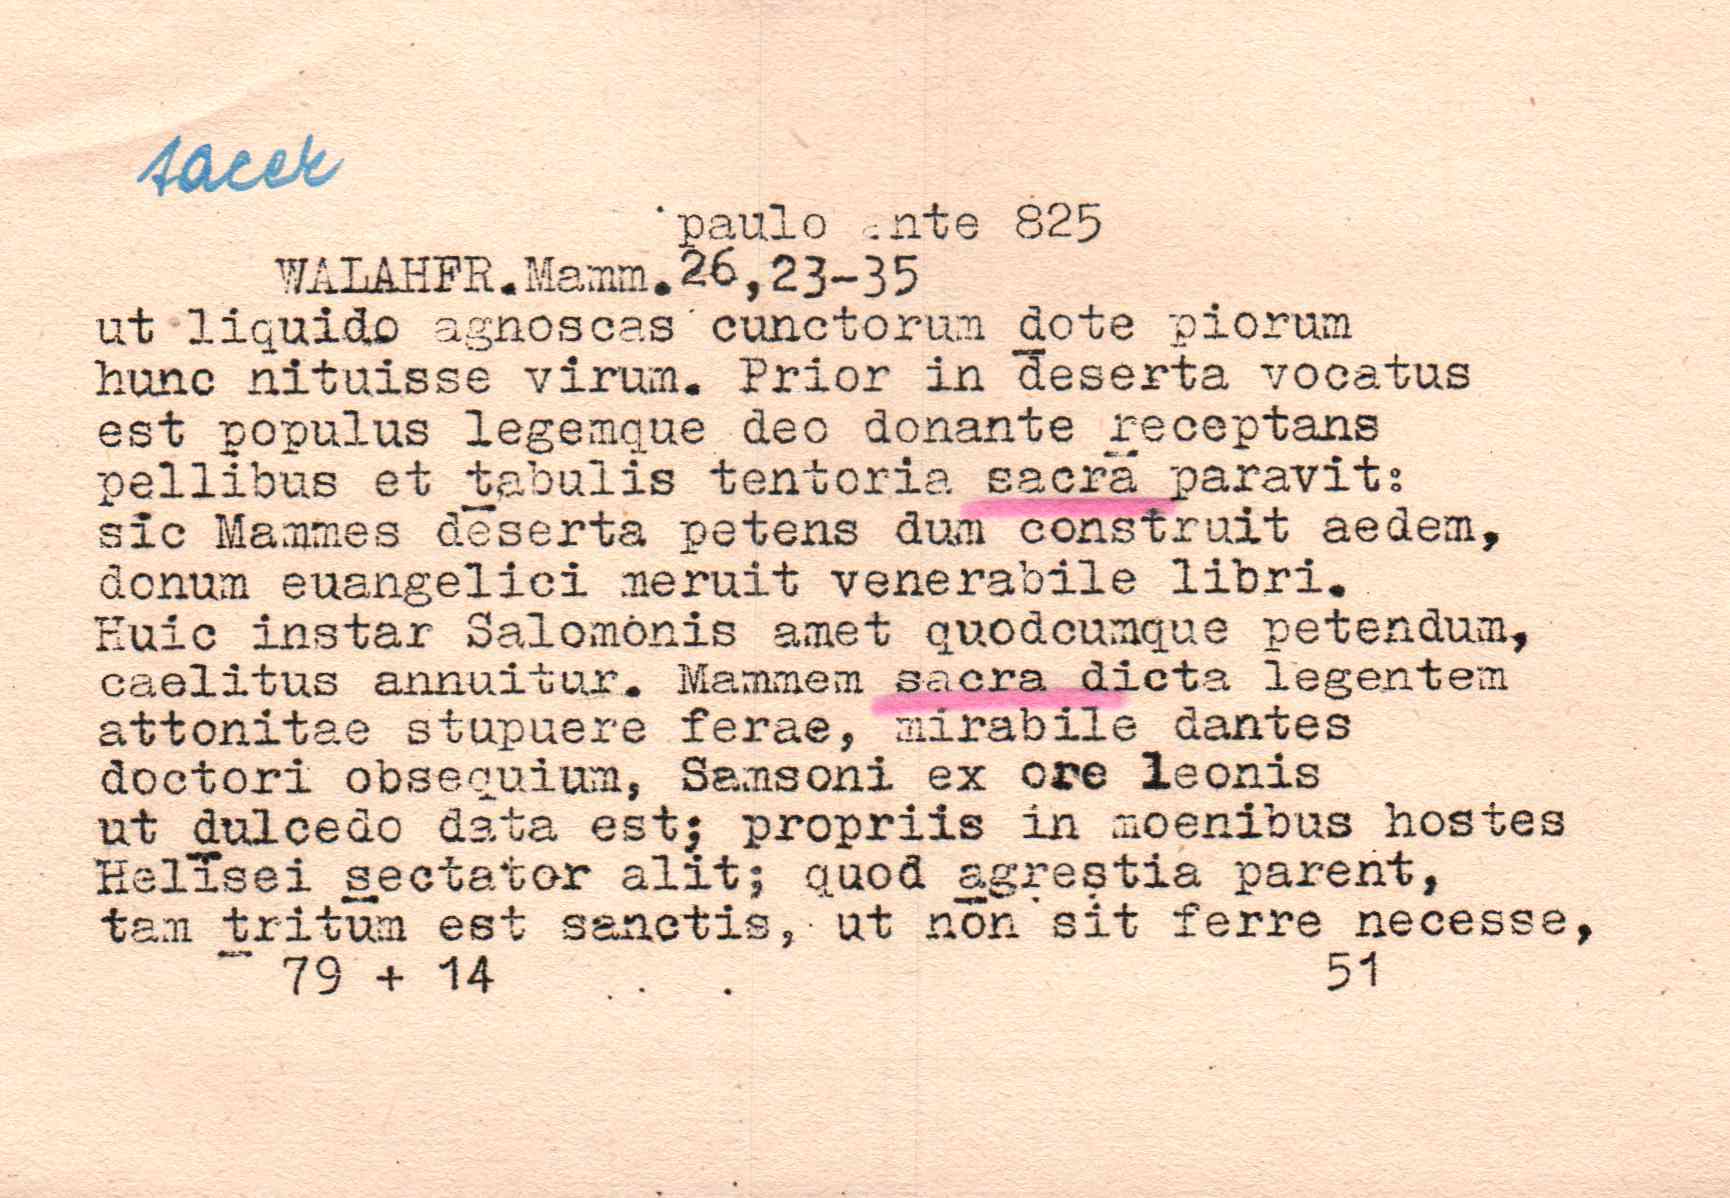 sacer
paulo ante 825
WALAHFR.Mamm.26,23-35
ut liquido agnoscas cunctorum dote piorum
hunc nituisse virum. Prior in deserta vocatus
est populus legemque deo donante receptans
pellibus et tabulis tentoria sacra paravit:
sic Mammes deserta petens dum construit aedem,
donum euangelici meruit venerabile libri.
Huic instar Salomonis amet quodcumque petendum,
caelitus annuitur. Mammem sacra dicta legentem
attonitae stupuere ferae, mirabile dantes
doctori obsequium, Samsoni ex ore leonis
ut dulcedo data est; propriis in moenibus hostes
Helisei sectator alit; quod agrestia parent,
tam tritum est sanctis, ut non sit ferre necesse,
79 + 14 51